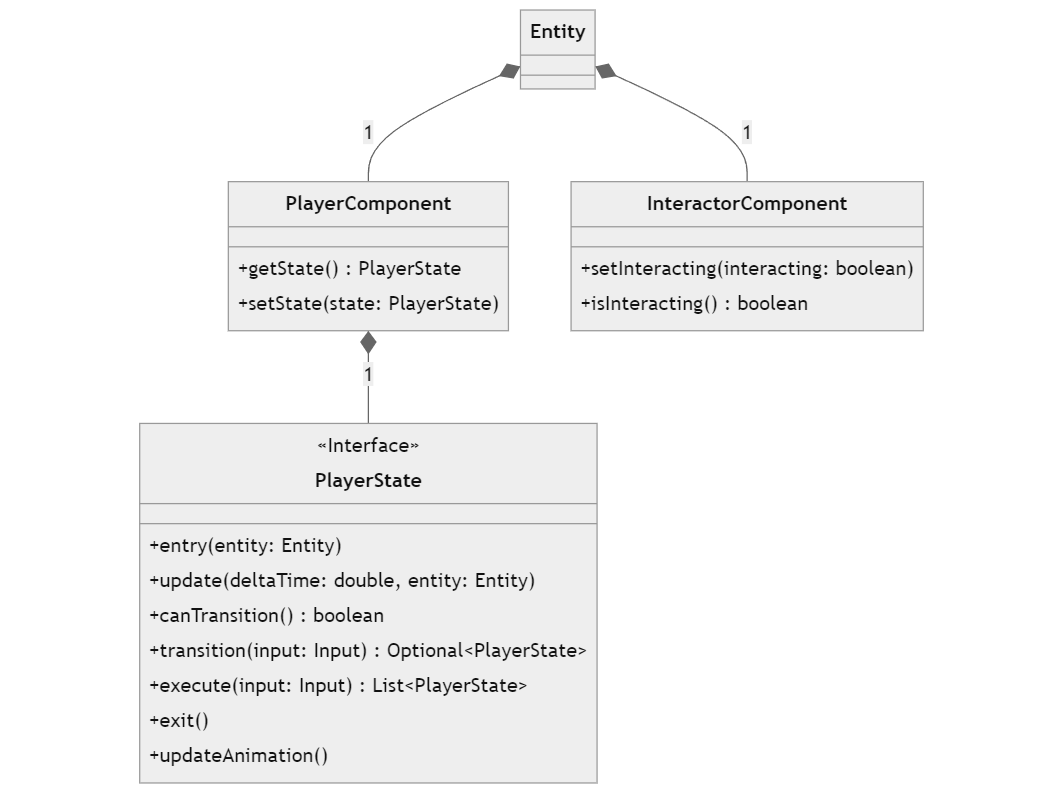 Entity
1
1
PlayerComponent
+getState() : PlayerState
+setState(state: PlayerState)
InteractorComponent
+setInteracting(interacting: boolean)
+isInteracting() : boolean
1
«Interface»
PlayerState
+entry(entity: Entity)
+update(deltaTime: double, entity: Entity)
+canTransition() : boolean
+transition(input: Input) : Optional<PlayerState>
+execute(input: Input) : List<PlayerState>
+exit()
+updateAnimation()